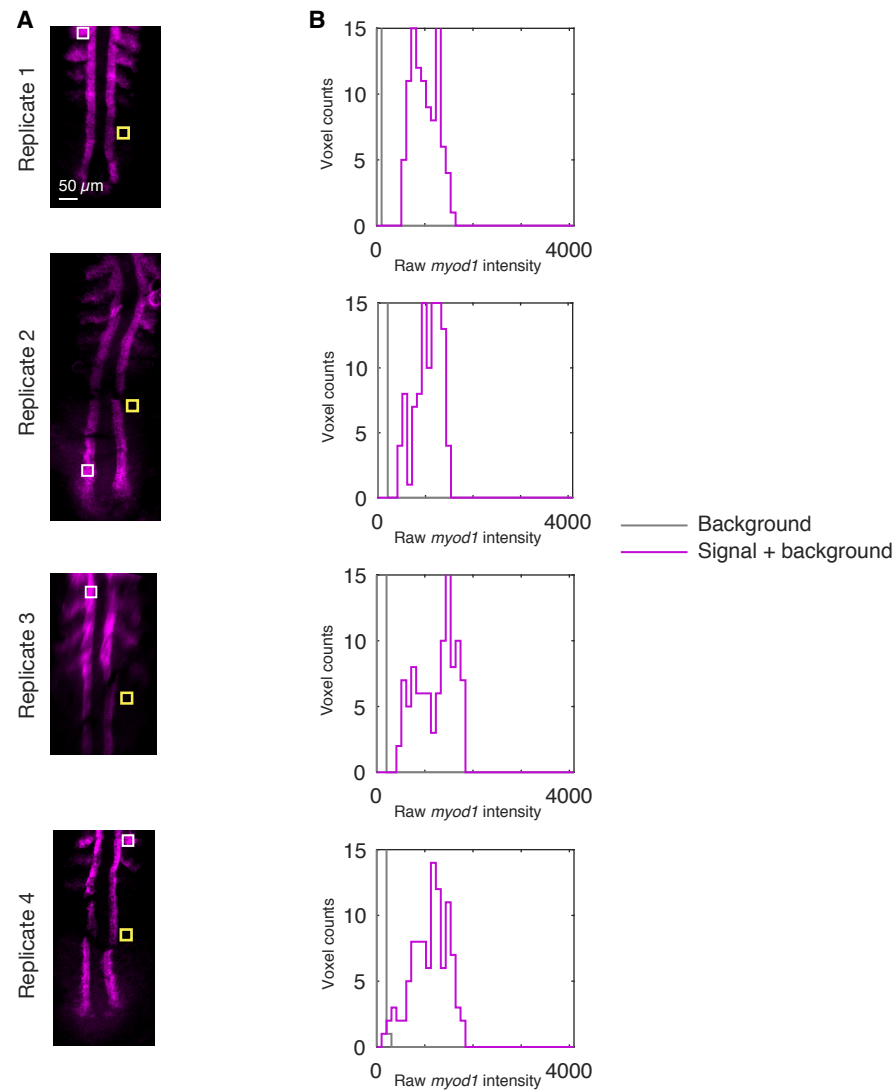 A
B
Replicate 1
50 µm
15
10
5
0
Voxel counts
0
4000
Raw myod1 intensity
Replicate 2
15
10
5
0
Voxel counts
0
4000
Raw myod1 intensity
Background
Signal + background
Replicate 3
15
10
5
0
Voxel counts
0
4000
Raw myod1 intensity
Replicate 4
15
10
5
0
Voxel counts
0
4000
Raw myod1 intensity